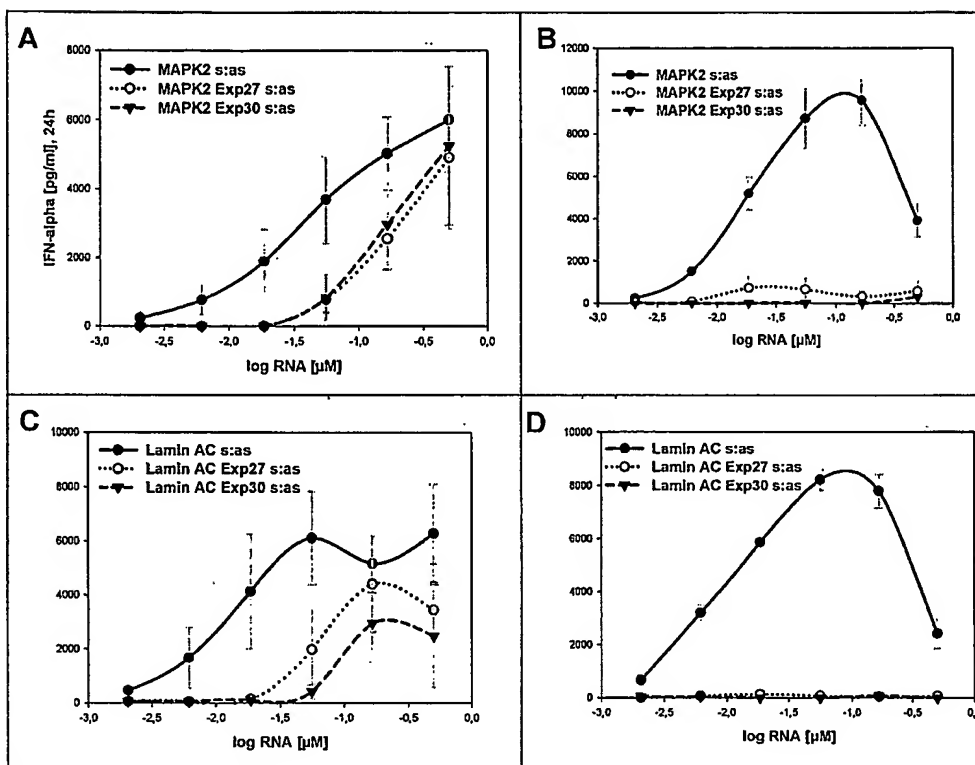 A
8000
6000
4000
2000
0
IFN-alpha [pg/ml], 24h
MAPK2 s:as
MAPK2 Exp27 s:as
MAPK2 Exp30 s:as
-3,0 -2,5 -2,0 -1,5 -1,0 -0,5 0,0
log RNA [µM]
B
12000
10000
8000
6000
4000
2000
0
MAPK2 s:as
MAPK2 Exp27 s:as
MAPK2 Exp30 s:as
-3,0 -2,5 -2,0 -1,5 -1,0 -0,5 0,0
log RNA [µM]
C
10000
8000
6000
4000
2000
0
Lamin AC s:as
Lamin AC Exp27 s:as
Lamin AC Exp30 s:as
-3,0 -2,5 -2,0 -1,5 -1,0 -0,5 0,0
log RNA [µM]
D
10000
8000
6000
4000
2000
0
Lamin AC s:as
Lamin AC Exp27 s:as
Lamin AC Exp30 s:as
-3,0 -2,5 -2,0 -1,5 -1,0 -0,5
log RNA [µM]